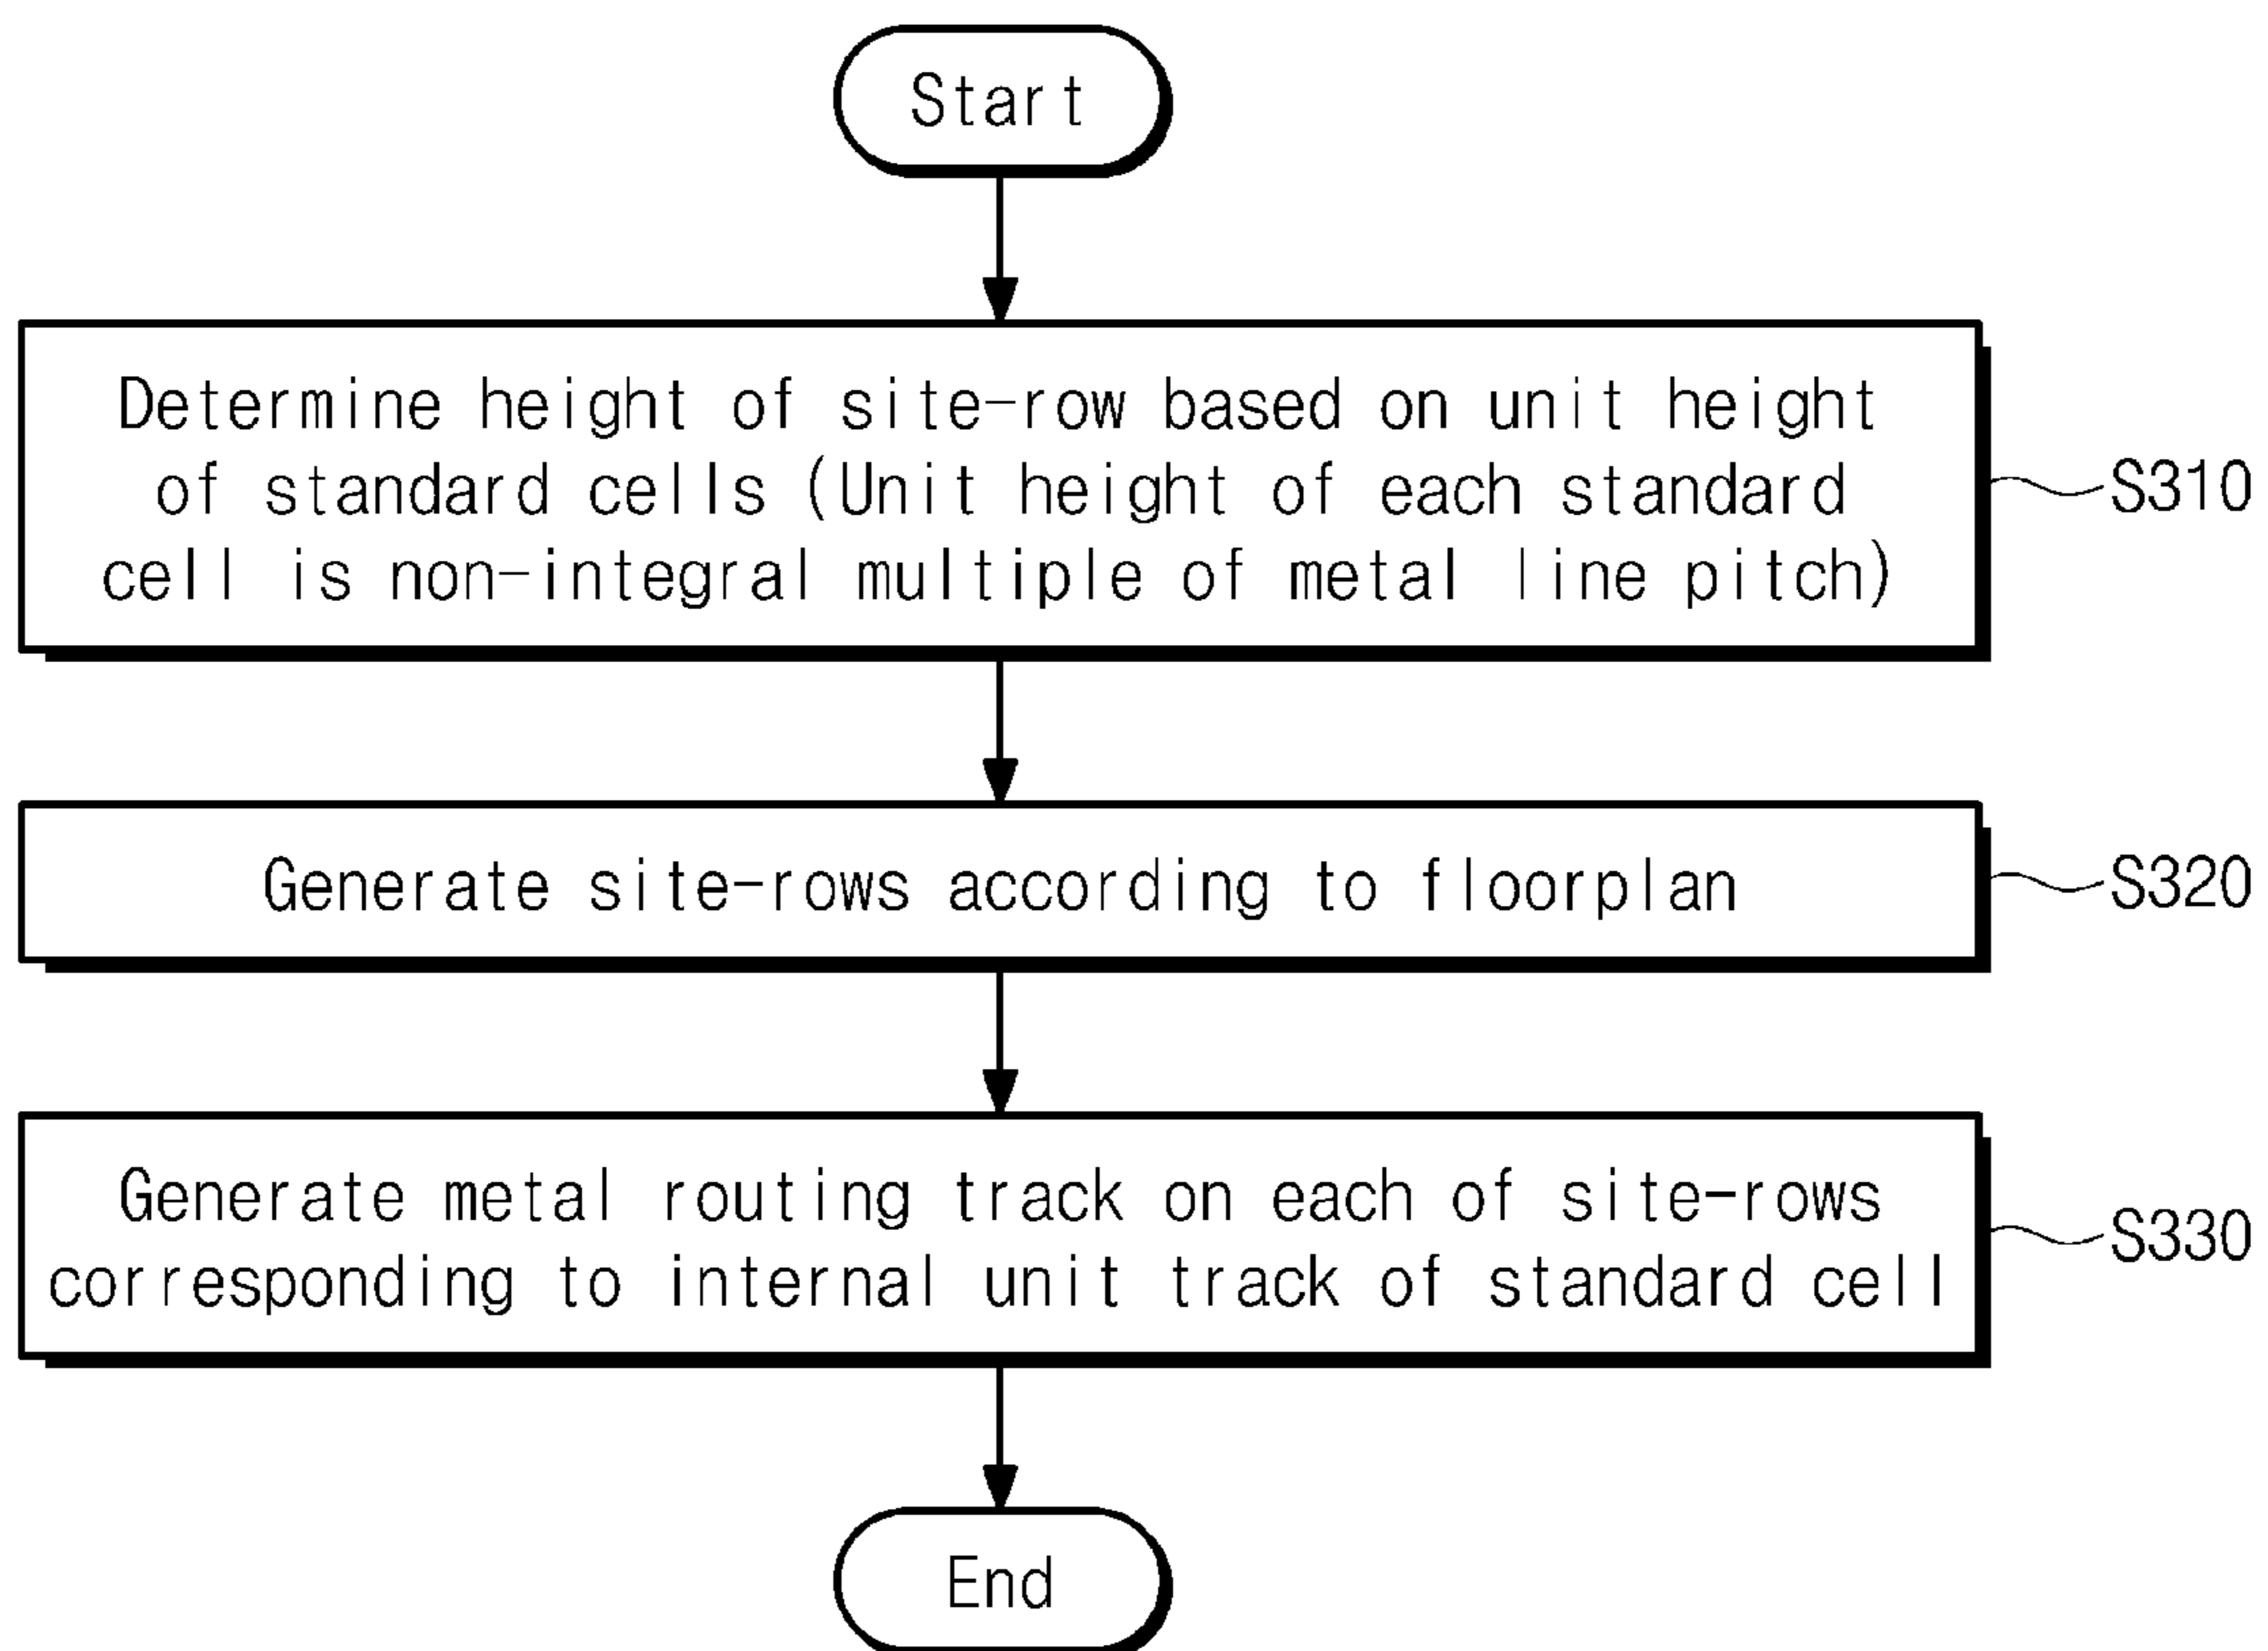 Start
Determine height of site-row based on unit height
of standard cells (Unit height of each standard
cell is non-integral multiple of metal line pitch)
S310
Generate site-rows according to floorplan
S320
Generate metal routing track on each of site-rows
corresponding to internal unit track of standard cell
S330
End